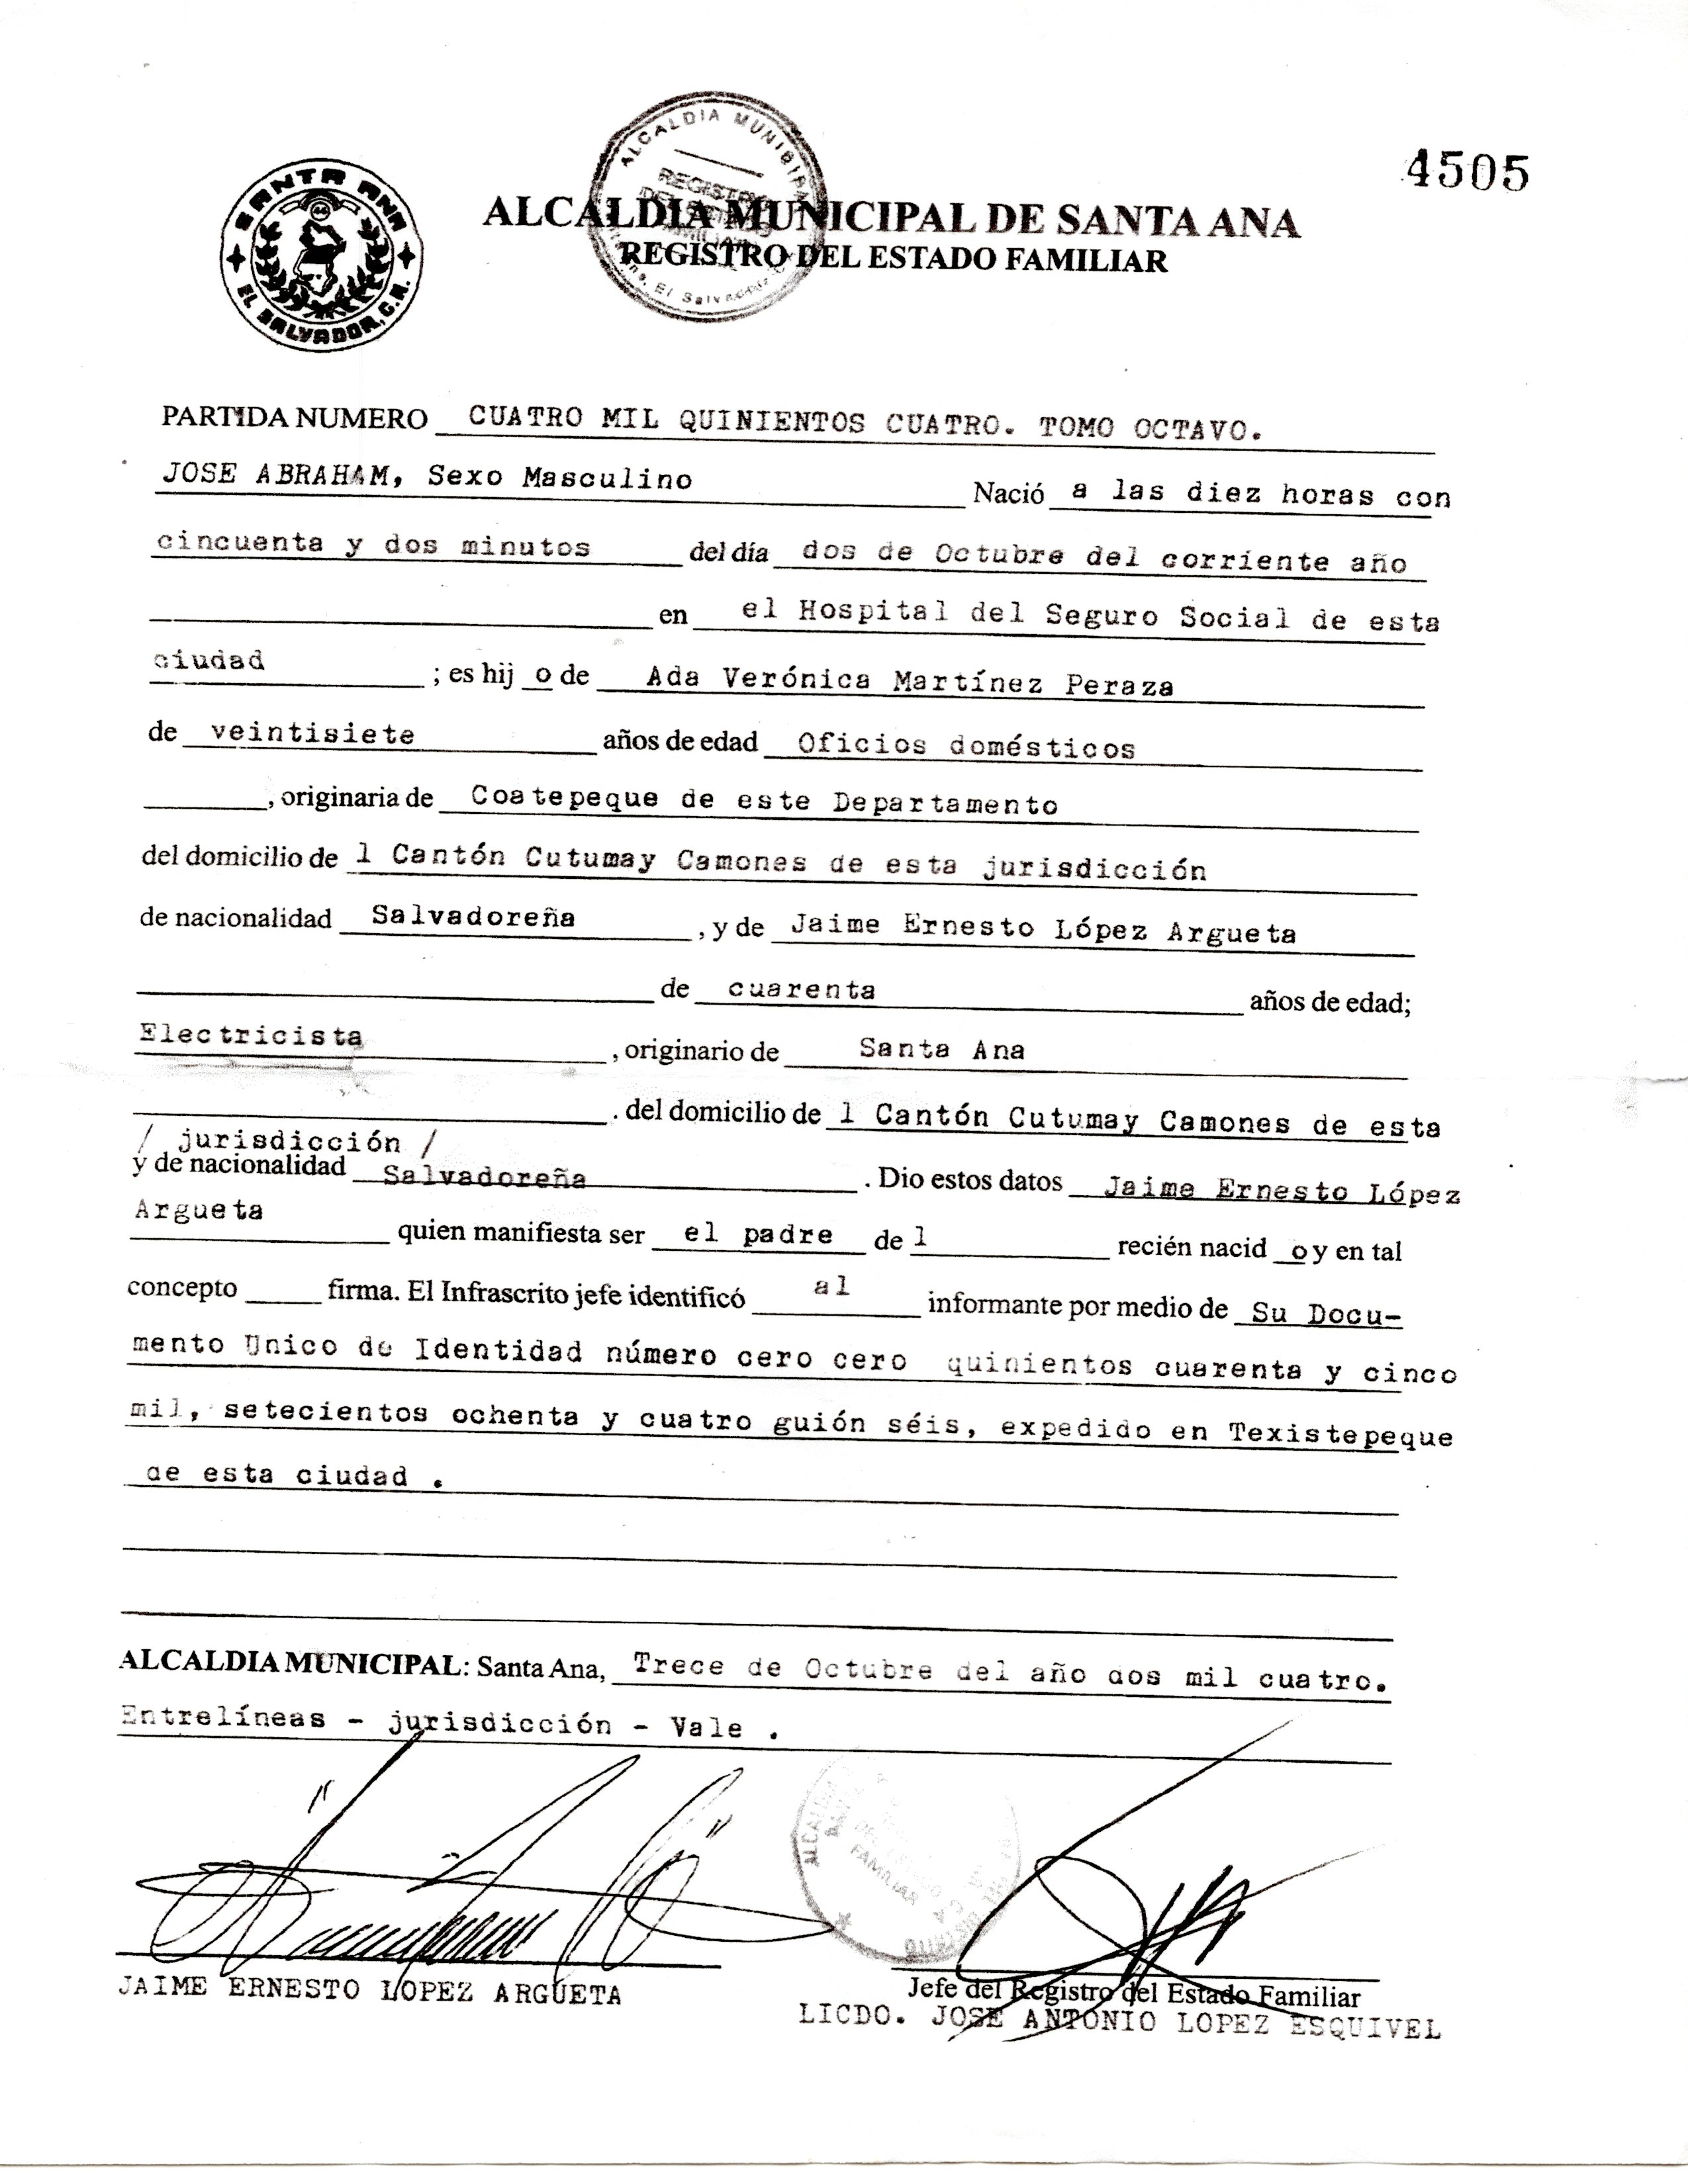 4505
ALCALDIA MUNICIPAL
REGISTRO
El Salvador
SANTA ANA
EL SALVADOR, C.A.
ALCALDIA MUNICIPAL DE SANTA ANA
REGISTRO DEL ESTADO FAMILIAR
PARTIDA NUMERO CUATRO MIL QUINIENTOS CUATRO. TOMO OCTAVO.
JOSE ABRAHAM, Sexo Masculino Nació a las diez horas con
cincuenta y dos minutos del día dos de Octubre del corriente año
en el Hospital del Seguro Social de esta
ciudad ; es hij o de Ada Verónica Martínez Peraza
de veintisiete años de edad Oficios domésticos
, originaria de Coatepeque de este Departamento
del domicilio de l Cantón Cutumay Camones de esta jurisdicción
de nacionalidad Salvadoreña , y de Jaime Ernesto López Argueta
de cuarenta años de edad;
Electricista , originario de Santa Ana
. del domicilio de l Cantón Cutumay Camones de esta
/ jurisdicción /
y de nacionalidad Salvadoreña . Dio estos datos Jaime Ernesto López
Argueta quien manifiesta ser el padre de l recién nacid o y en tal
concepto firma. El Infrascrito jefe identificó al informante por medio de Su Docu-
mento Unico de Identidad número cero cero quinientos cuarenta y cinco
mil, setecientos ochenta y cuatro guión séis, expedido en Texistepeque
de esta ciudad .
ALCALDIA MUNICIPAL: Santa Ana, Trece de Octubre del año dos mil cuatro.
Entrelíneas - jurisdicción - Vale .
FAMILIAR
JAIME ERNESTO LOPEZ ARGUETA
Jefe del Registro del Estado Familiar
LICDO. JOSE ANTONIO LOPEZ ESQUIVEL